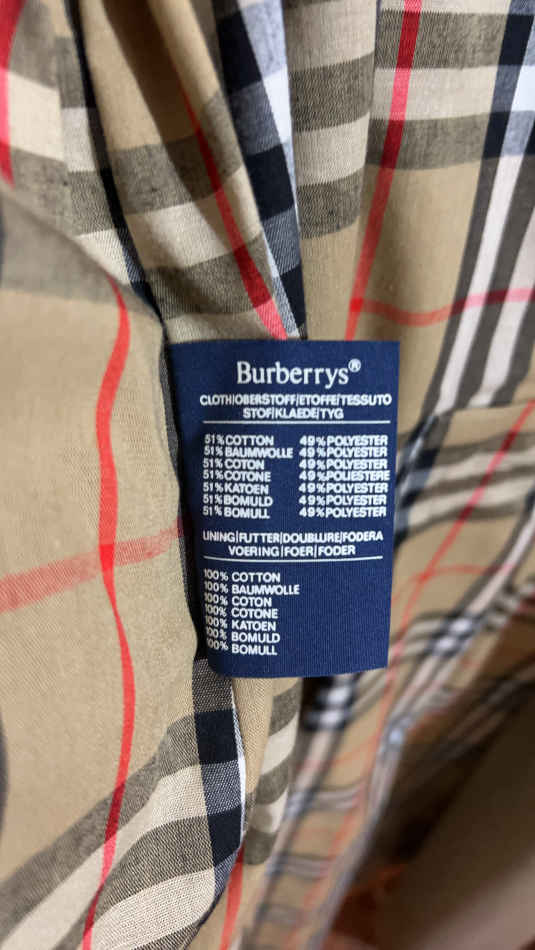 Burberrys®
CLOTH|OBERSTOFF|ETOFFE|TESSUTO
STOF|KLAEDE|TYG
51% COTTON 49% POLYESTER
51% BAUMWOLLE 49% POLYESTER
51% COTON 49% POLYESTER
51% COTONE 49% POLIESTERE
51% KATOEN 49% POLYESTER
51% BOMULD 49% POLYESTER
51% BOMULL 49% POLYESTER
LINING|FUTTER|DOUBLURE|FODERA
VOERING|FOER|FODER
100% COTTON
100% BAUMWOLLE
100% COTON
100% COTONE
100% KATOEN
100% BOMULD
100% BOMULL